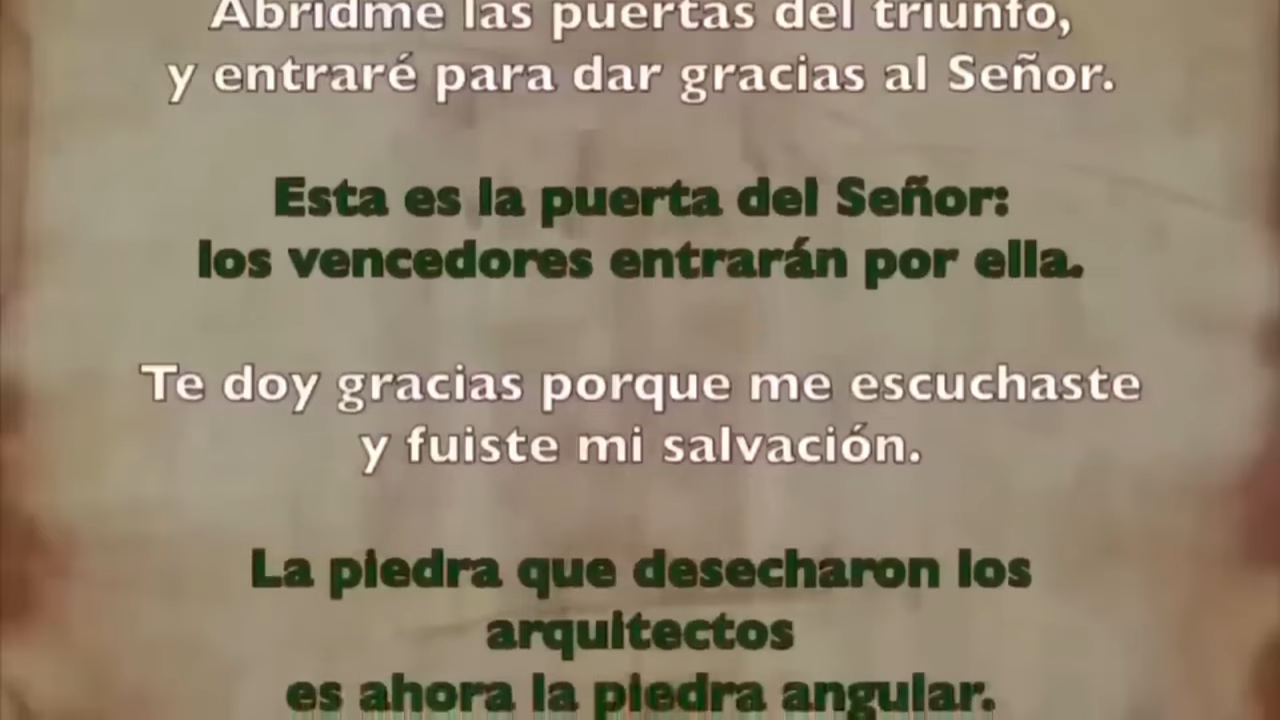 Abridme las puertas del triunfo,
y entraré para dar gracias al Señor.
Esta es la puerta del Señor:
los vencedores entrarán por ella.
Te doy gracias porque me escuchaste
y fuiste mi salvación.
La piedra que desecharon los
arquitectos
es ahora la piedra angular.